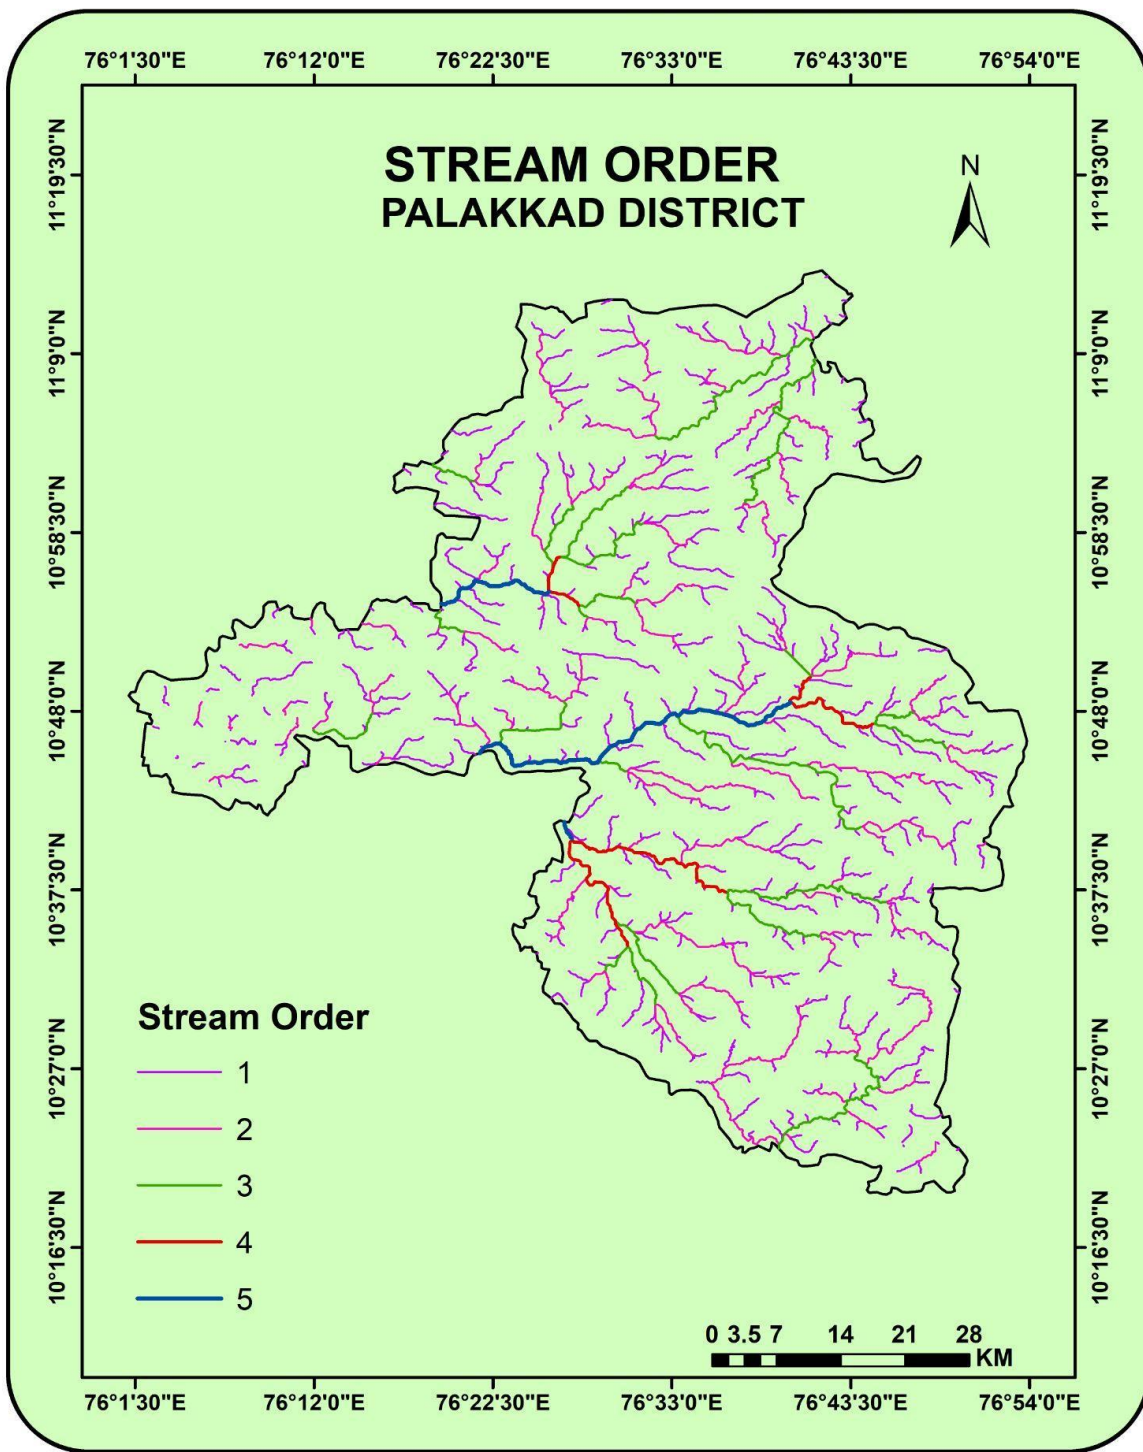 76°1'30"E 76°12'0"E 76°22'30"E 76°33'0"E 76°43'30"E 76°54'0"E
STREAM ORDER
PALAKKAD DISTRICT
N
11°19'30"N 11°19'30"N
11°9'0"N 11°9'0"N
10°58'30"N 10°58'30"N
10°48'0"N 10°48'0"N
10°37'30"N 10°37'30"N
10°27'0"N 10°27'0"N
10°16'30"N 10°16'30"N
Stream Order
1
2
3
4
5
0 3.5 7 14 21 28
KM
76°1'30"E 76°12'0"E 76°22'30"E 76°33'0"E 76°43'30"E 76°54'0"E